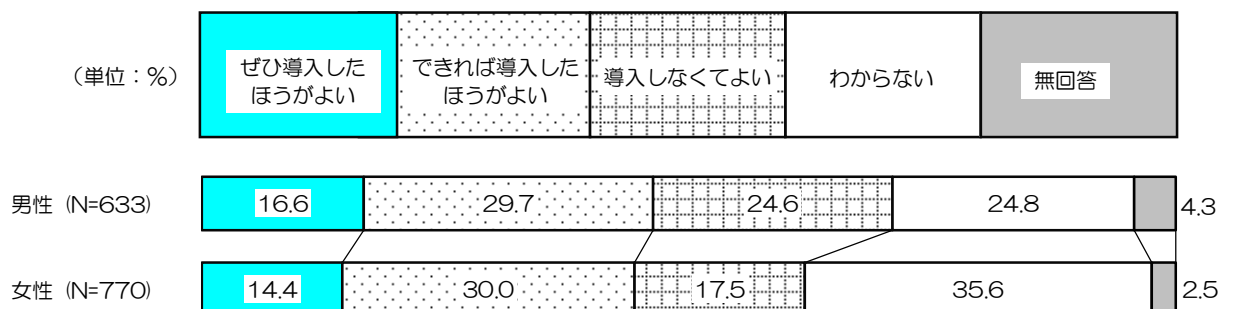 （単位：％）
ぜひ導入した
ほうがよい
できれば導入した
ほうがよい
導入しなくてよい
わからない
無回答
男性 (N=633)
16.6
29.7
24.6
24.8
4.3
女性 (N=770)
14.4
30.0
17.5
35.6
2.5